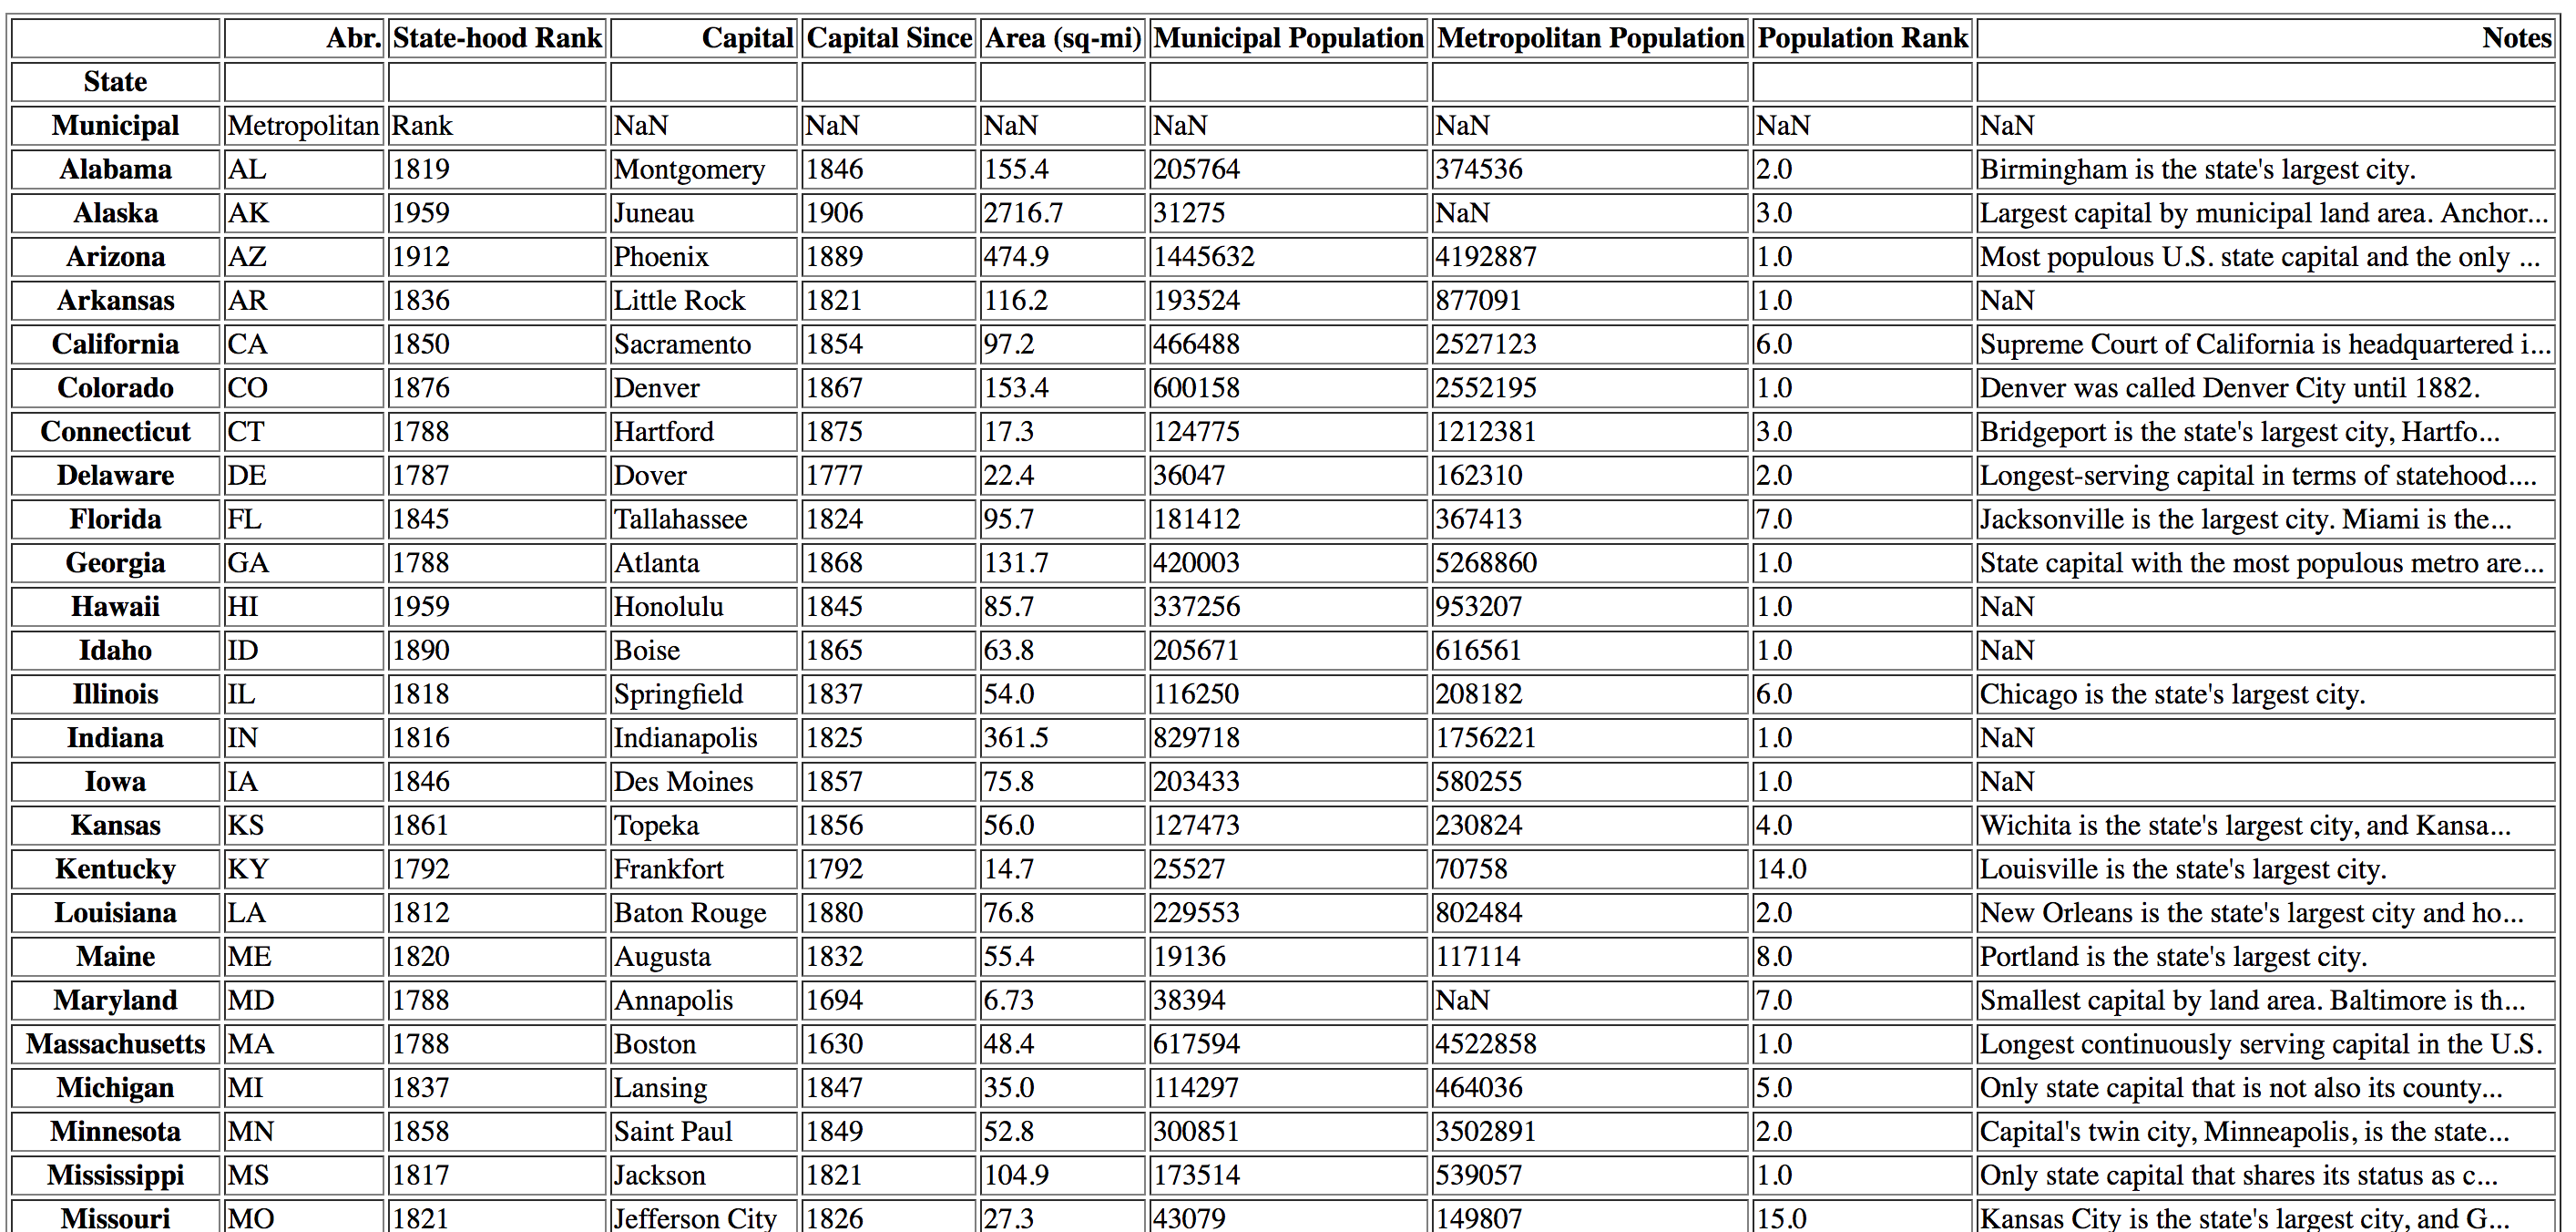 Abr. State-hood Rank Capital Capital Since Area (sq-mi) Municipal Population Metropolitan Population Population Rank Notes
State
Municipal Metropolitan Rank NaN NaN NaN NaN NaN NaN NaN
Alabama AL 1819 Montgomery 1846 155.4 205764 374536 2.0 Birmingham is the state's largest city.
Alaska AK 1959 Juneau 1906 2716.7 31275 NaN 3.0 Largest capital by municipal land area. Anchor...
Arizona AZ 1912 Phoenix 1889 474.9 1445632 4192887 1.0 Most populous U.S. state capital and the only ...
Arkansas AR 1836 Little Rock 1821 116.2 193524 877091 1.0 NaN
California CA 1850 Sacramento 1854 97.2 466488 2527123 6.0 Supreme Court of California is headquartered i...
Colorado CO 1876 Denver 1867 153.4 600158 2552195 1.0 Denver was called Denver City until 1882.
Connecticut CT 1788 Hartford 1875 17.3 124775 1212381 3.0 Bridgeport is the state's largest city, Hartfo...
Delaware DE 1787 Dover 1777 22.4 36047 162310 2.0 Longest-serving capital in terms of statehood....
Florida FL 1845 Tallahassee 1824 95.7 181412 367413 7.0 Jacksonville is the largest city. Miami is the...
Georgia GA 1788 Atlanta 1868 131.7 420003 5268860 1.0 State capital with the most populous metro are...
Hawaii HI 1959 Honolulu 1845 85.7 337256 953207 1.0 NaN
Idaho ID 1890 Boise 1865 63.8 205671 616561 1.0 NaN
Illinois IL 1818 Springfield 1837 54.0 116250 208182 6.0 Chicago is the state's largest city.
Indiana IN 1816 Indianapolis 1825 361.5 829718 1756221 1.0 NaN
Iowa IA 1846 Des Moines 1857 75.8 203433 580255 1.0 NaN
Kansas KS 1861 Topeka 1856 56.0 127473 230824 4.0 Wichita is the state's largest city, and Kansa...
Kentucky KY 1792 Frankfort 1792 14.7 25527 70758 14.0 Louisville is the state's largest city.
Louisiana LA 1812 Baton Rouge 1880 76.8 229553 802484 2.0 New Orleans is the state's largest city and ho...
Maine ME 1820 Augusta 1832 55.4 19136 117114 8.0 Portland is the state's largest city.
Maryland MD 1788 Annapolis 1694 6.73 38394 NaN 7.0 Smallest capital by land area. Baltimore is th...
Massachusetts MA 1788 Boston 1630 48.4 617594 4522858 1.0 Longest continuously serving capital in the U.S.
Michigan MI 1837 Lansing 1847 35.0 114297 464036 5.0 Only state capital that is not also its county...
Minnesota MN 1858 Saint Paul 1849 52.8 300851 3502891 2.0 Capital's twin city, Minneapolis, is the state...
Mississippi MS 1817 Jackson 1821 104.9 173514 539057 1.0 Only state capital that shares its status as c...
Missouri MO 1821 Jefferson City 1826 27.3 43079 149807 15.0 Kansas City is the state's largest city, and G...